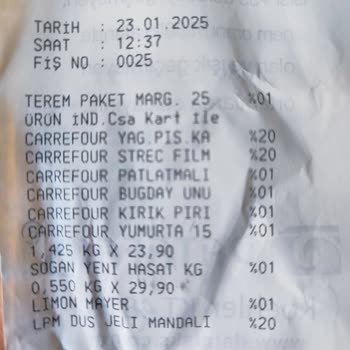 TARİH : 23.01.2025
SAAT : 12:37
FİŞ NO : 0025
TEREM PAKET MARG. 25 %01
ÜRÜN İND.Csa Kart ile
CARREFOUR YAG.PIS.KA %20
CARREFOUR STREC FILM %20
CARREFOUR PATLATMALI %01
CARREFOUR BUGDAY UNU %01
CARREFOUR KIRIK PIRI %01
CARREFOUR YUMURTA 15 %01
1,425 KG X 23,90
SOGAN YENI HASAT KG %01
0,550 KG X 29,90
LIMON MAYER %01
LPM DUS JELI MANDALI %20